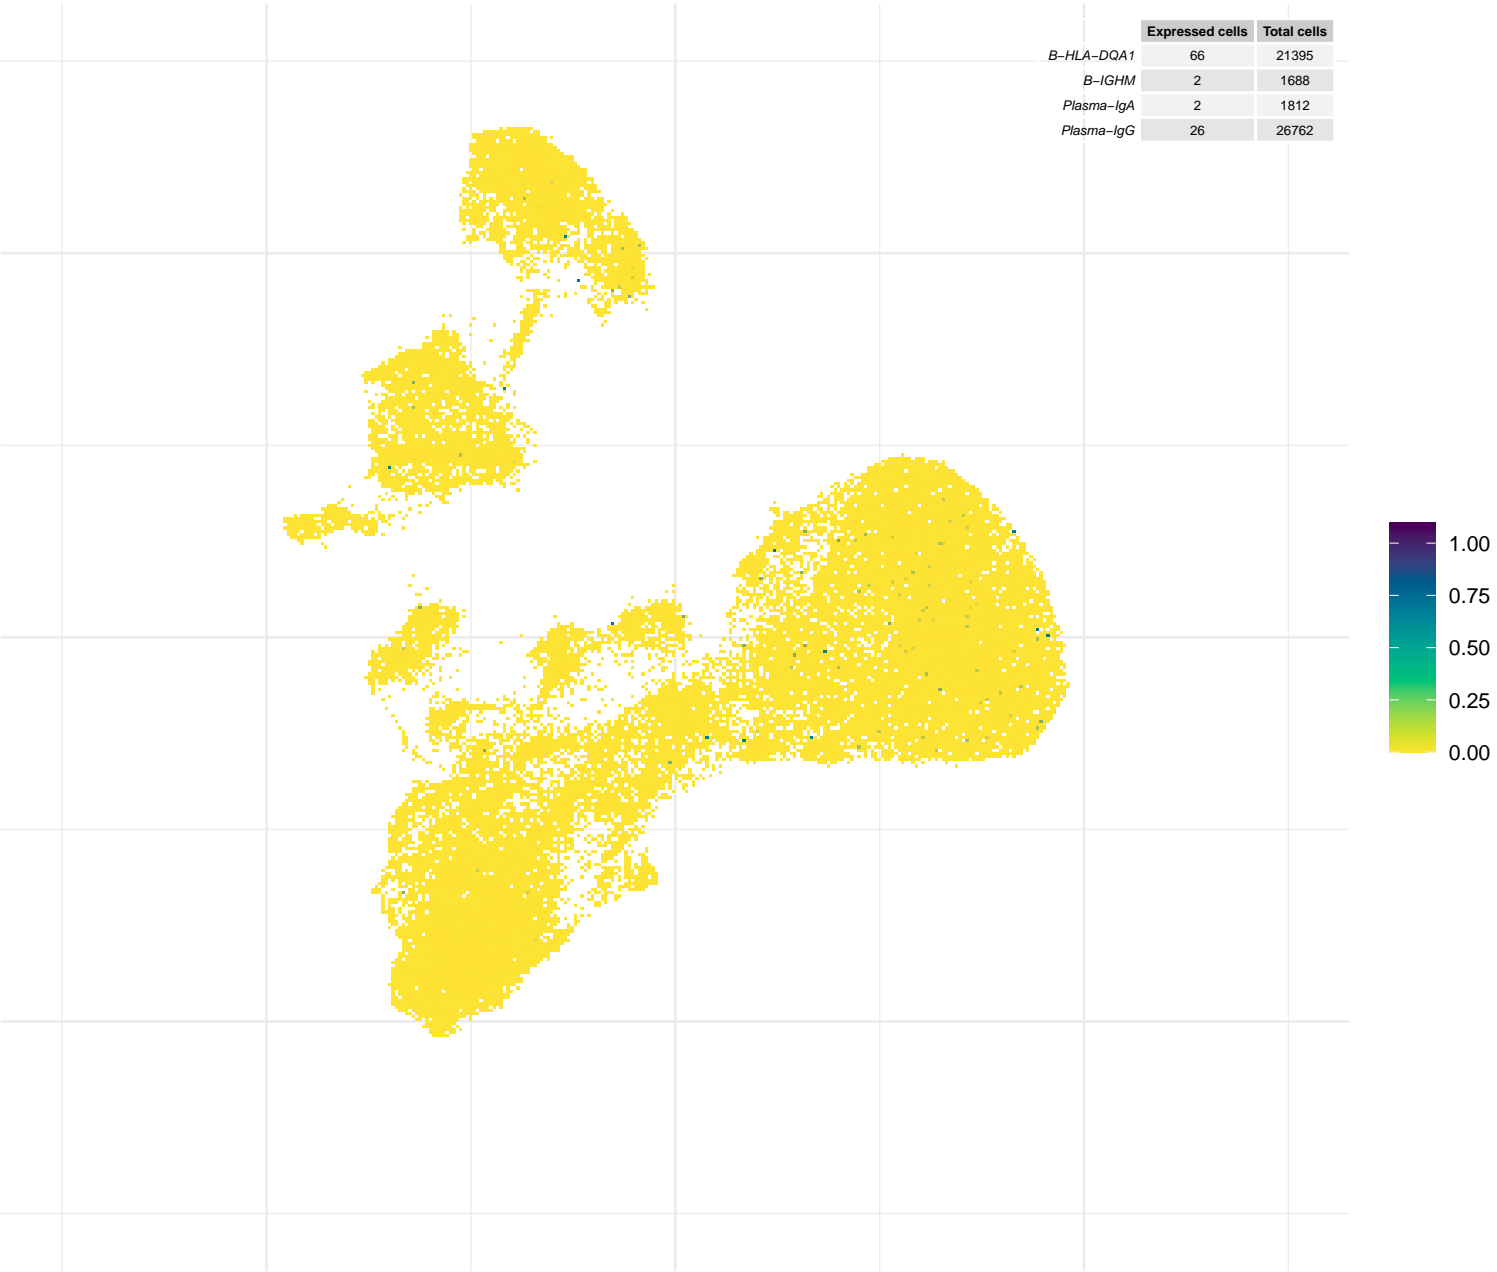 Expressed cells Total cells
B−HLA−DQA1 66 21395
B−IGHM 2 1688
Plasma−IgA 2 1812
Plasma−IgG 26 26762
1.00
0.75
0.50
0.25
0.00